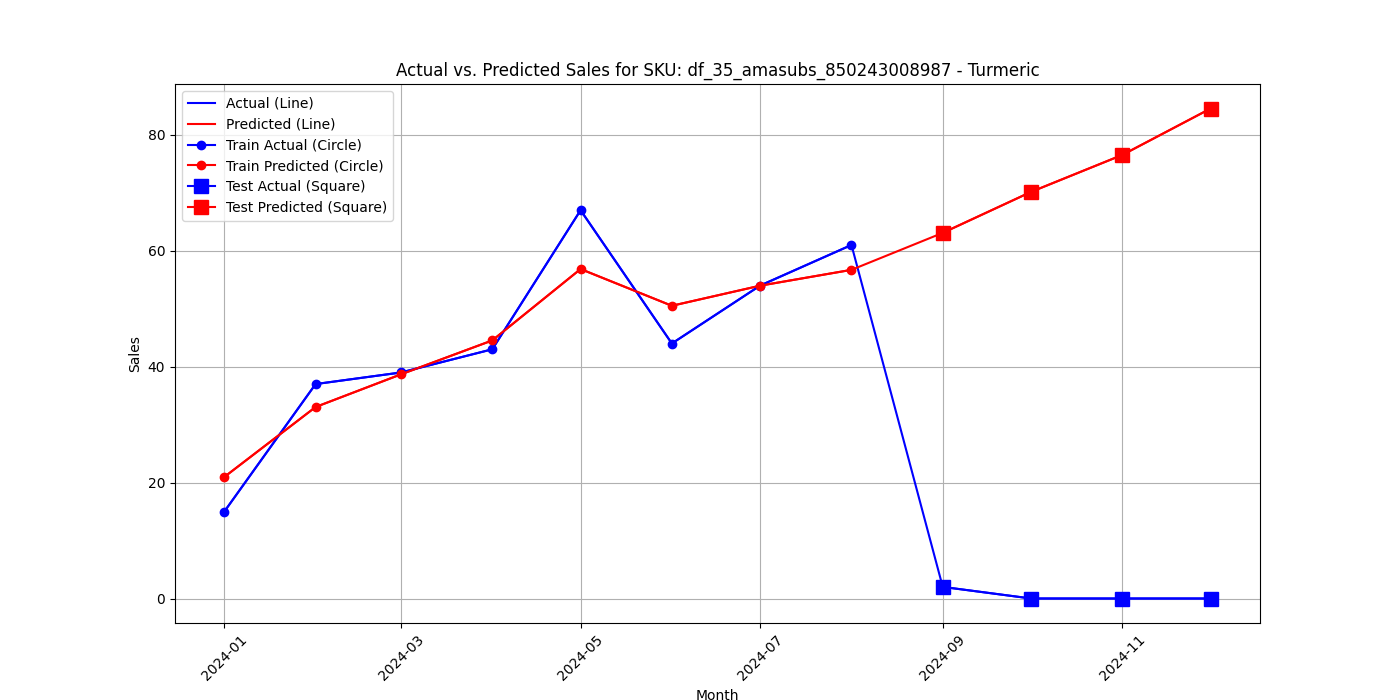 Actual vs. Predicted Sales for SKU: df_35_amasubs_850243008987 - Turmeric
Actual (Line)
Predicted (Line)
Train Actual (Circle)
Train Predicted (Circle)
Test Actual (Square)
Test Predicted (Square)
80
60
40
20
0
Sales
2024-01
2024-03
2024-05
2024-07
2024-09
2024-11
Month